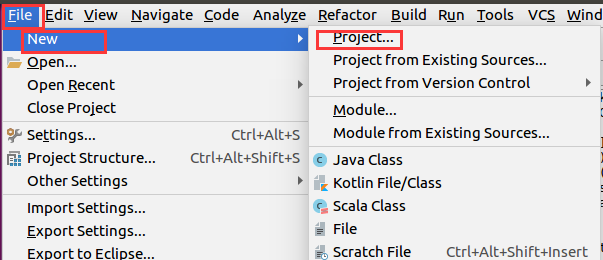 File Edit View Navigate Code Analyze Refactor Build Run Tools VCS Wind
New
Open...
Open Recent
Close Project
Settings... Ctrl+Alt+S
Project Structure... Ctrl+Alt+Shift+S
Other Settings
Import Settings...
Export Settings...
Export to Eclipse...
Project...
Project from Existing Sources...
Project from Version Control
Module...
Module from Existing Sources...
Java Class
Kotlin File/Class
Scala Class
File
Scratch File Ctrl+Alt+Shift+Insert